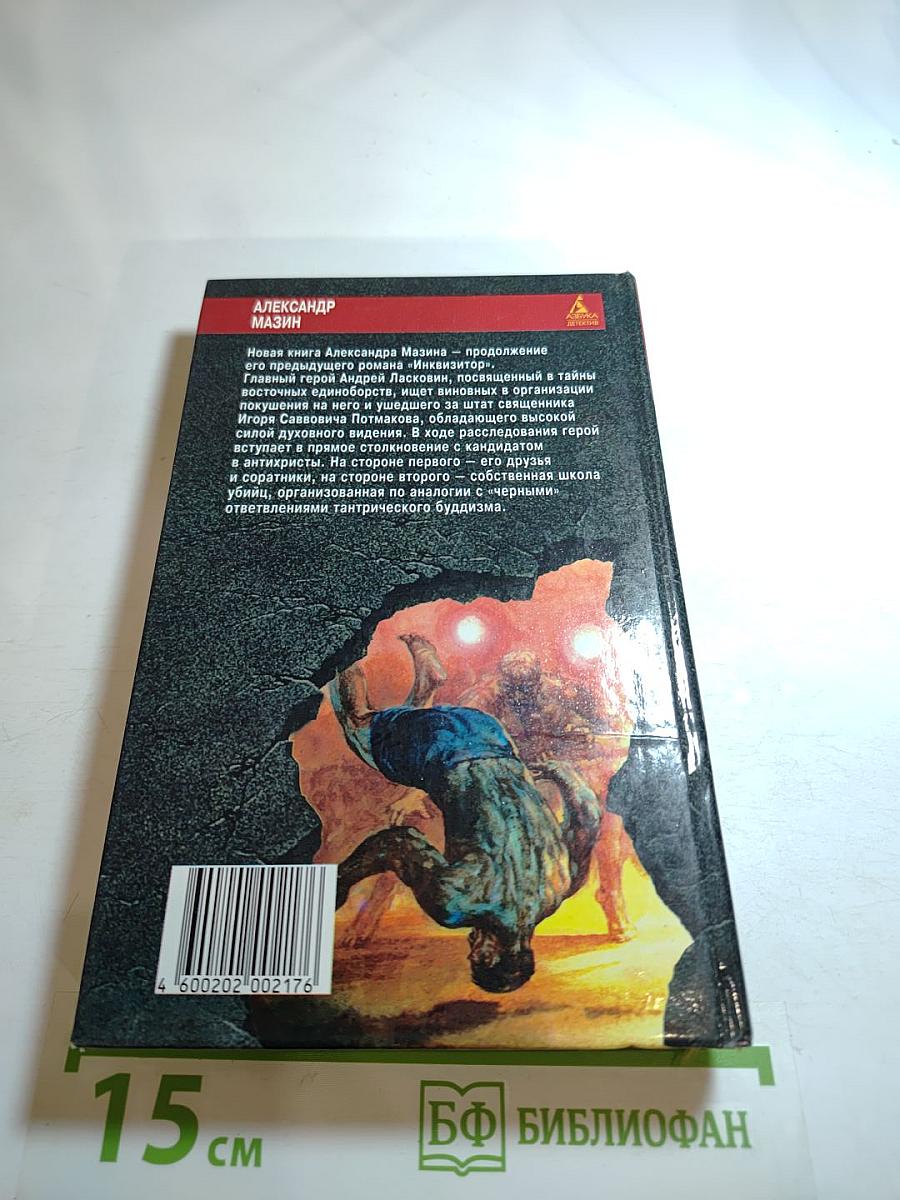 АЛЕКСАНДР
МАЗИН
АЗБУКА
ДЕТЕКТИВ
Новая книга Александра Мазина — продолжение
его предыдущего романа «Инквизитор».
Главный герой Андрей Ласковин, посвященный в тайны
восточных единоборств, ищет виновных в организации
покушения на него и ушедшего за штат священника
Игоря Саввовича Потмакова, обладающего высокой
силой духовного видения. В ходе расследования герой
вступает в прямое столкновение с кандидатом
в антихристы. На стороне первого — его друзья
и соратники, на стороне второго — собственная школа
убийц, организованная по аналогии с «черными»
ответвлениями тантрического буддизма.
4 600202 002176
15 см
БФ БИБЛИОФАН